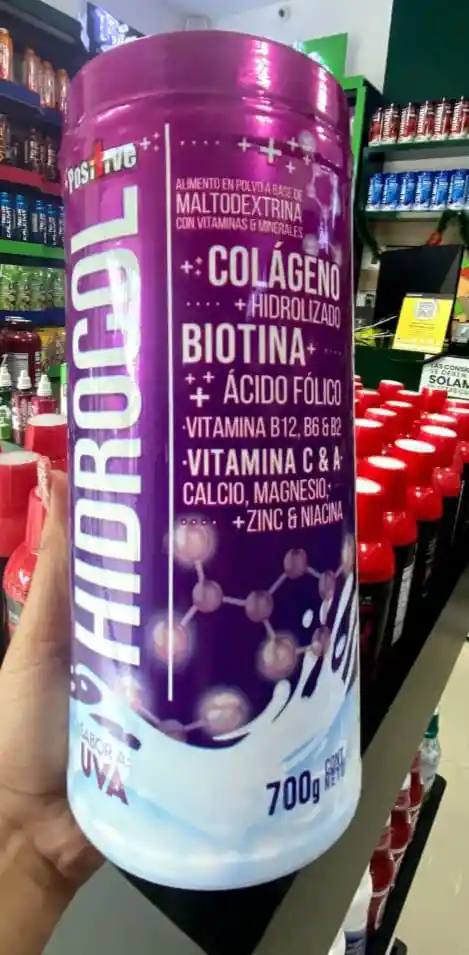 POSITIVE
HIDROCOL
ALIMENTO EN POLVO A BASE DE
MALTODEXTRINA
CON VITAMINAS & MINERALES
COLÁGENO
+ HIDROLIZADO
BIOTINA+
+ ÁCIDO FÓLICO
·VITAMINA B12, B6 & B2
·VITAMINA C & A·
CALCIO, MAGNESIO,
+ZINC & NIACINA
SABOR A
UVA
700g CONT.
NETO
SOLAM